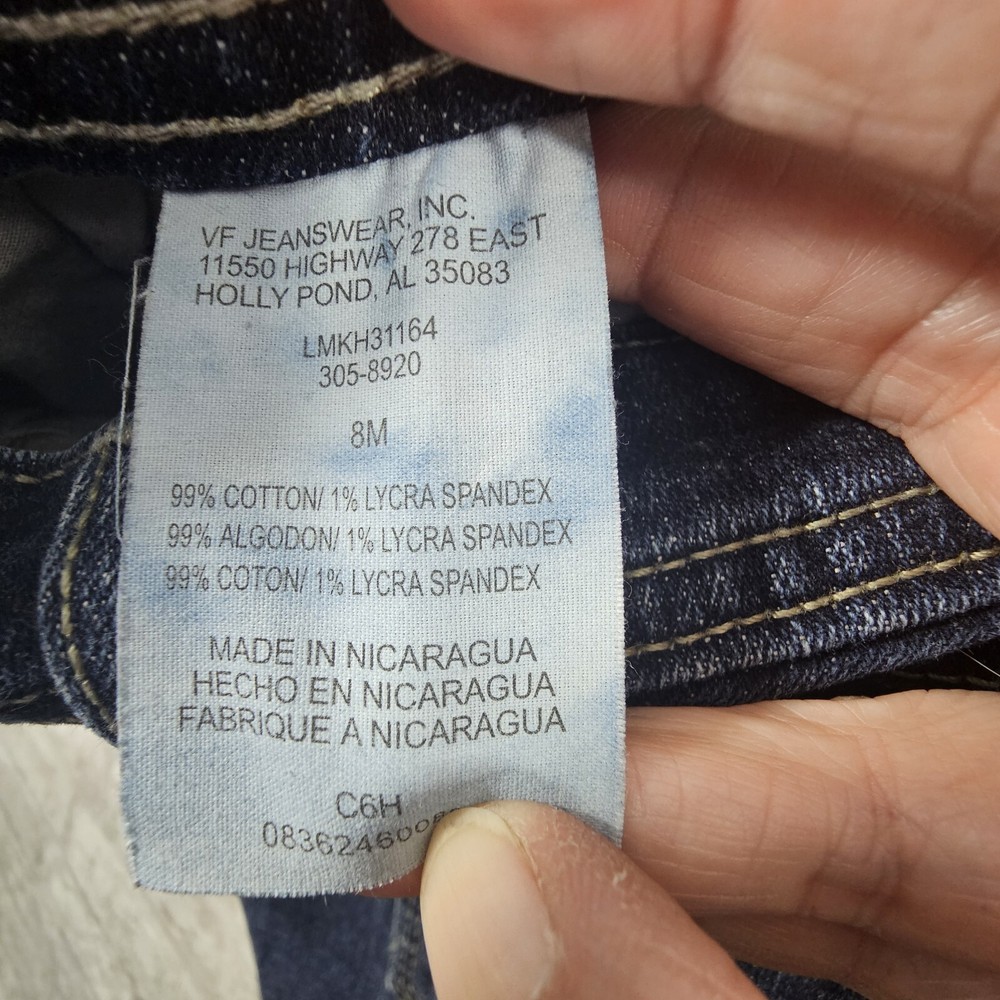 VF JEANSWEAR, INC.
11550 HIGHWAY 278 EAST
HOLLY POND, AL 35083
LMKH31164
305-8920
8M
99% COTTON/ 1% LYCRA SPANDEX
99% ALGODON/ 1% LYCRA SPANDEX
99% COTON/ 1% LYCRA SPANDEX
MADE IN NICARAGUA
HECHO EN NICARAGUA
FABRIQUE A NICARAGUA
C6H